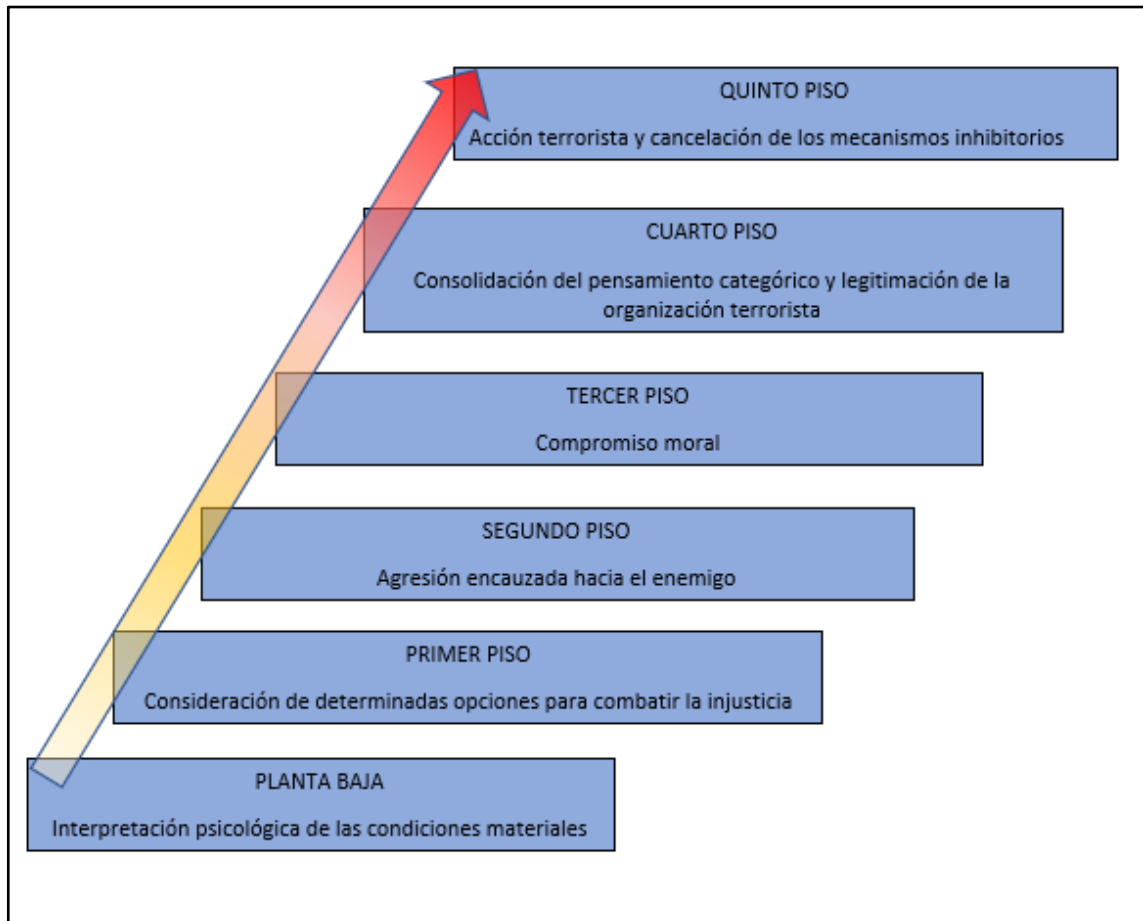 QUINTO PISO
Acción terrorista y cancelación de los mecanismos inhibitorios
CUARTO PISO
Consolidación del pensamiento categórico y legitimación de la
organización terrorista
TERCER PISO
Compromiso moral
SEGUNDO PISO
Agresión encauzada hacia el enemigo
PRIMER PISO
Consideración de determinadas opciones para combatir la injusticia
PLANTA BAJA
Interpretación psicológica de las condiciones materiales